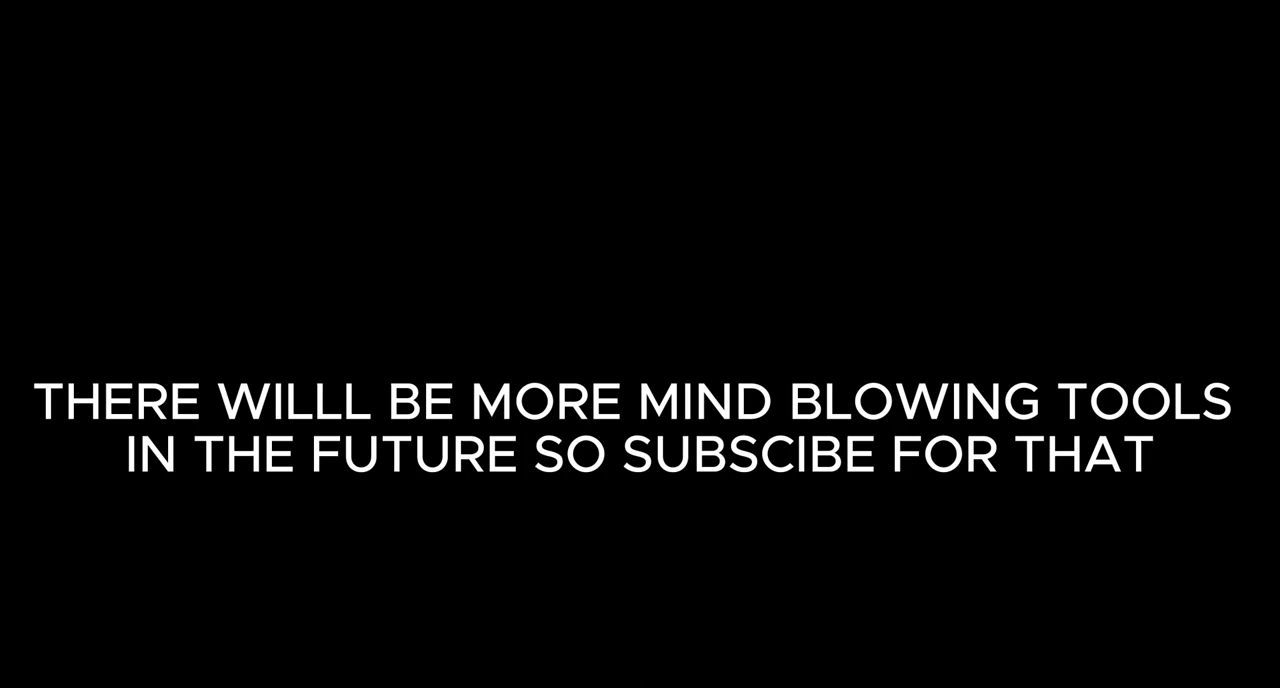 THERE WILLL BE MORE MIND BLOWING TOOLS
IN THE FUTURE SO SUBSCIBE FOR THAT